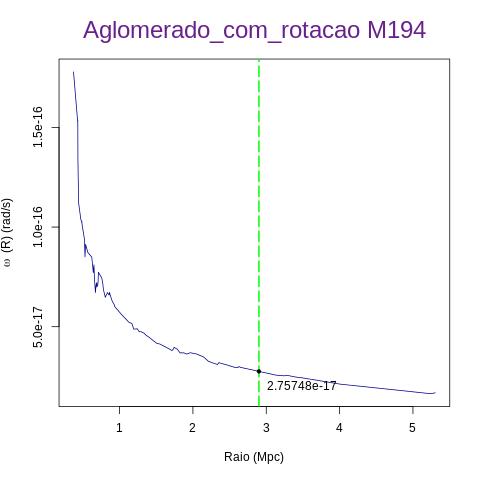 Aglomerado_com_rotacao M194
ω (R) (rad/s)
1.5e-16
1.0e-16
5.0e-17
2.75748e-17
1 2 3 4 5
Raio (Mpc)